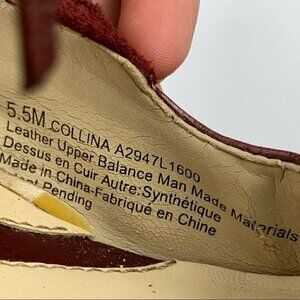 5.5M COLLINA A2947L1600
Leather Upper Balance Man Made Materials
Dessus en Cuir Autre: Synthétique
Made in China-Fabriqué en Chine
Pending